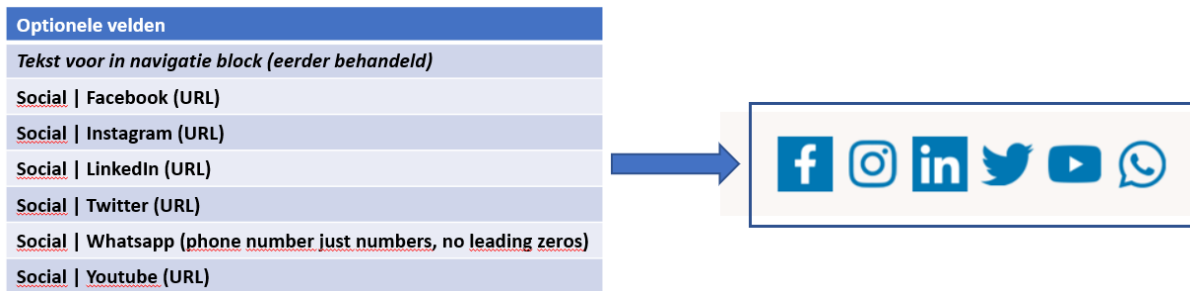 Optionele velden
Tekst voor in navigatie block (eerder behandeld)
Social | Facebook (URL)
Social | Instagram (URL)
Social | LinkedIn (URL)
Social | Twitter (URL)
Social | Whatsapp (phone number just numbers, no leading zeros)
Social | Youtube (URL)
f
in